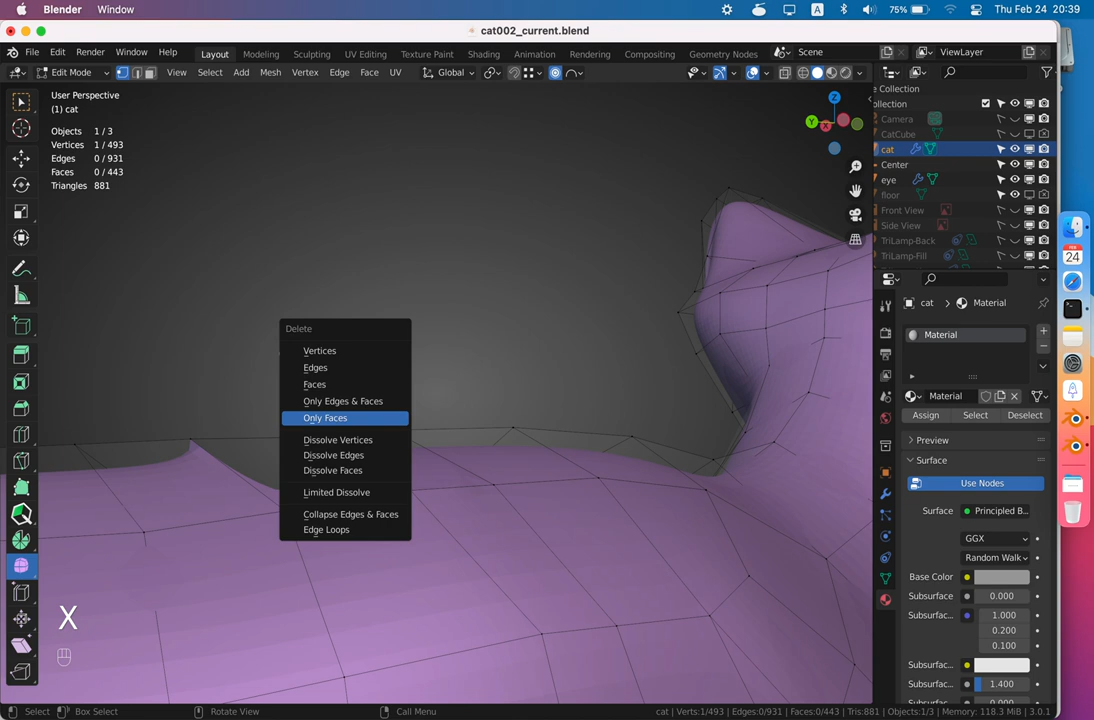 Blender Window 75% A Thu Feb 24 20:39
cat002_current.blend
File Edit Render Window Help Layout Modeling Sculpting UV Editing Texture Paint Shading Animation Rendering Compositing Geometry Nodes Scene ViewLayer
Edit Mode View Select Add Mesh Vertex Edge Face UV Global
User Perspective
(1) cat
Objects 1/3
Vertices 1/493
Edges 0/931
Faces 0/443
Triangles 881
Z
Y
X
e Collection
ollection
Camera
CatCube
cat
Center
eye
floor
Front View
Side View
TriLamp-Back
TriLamp-Fill
FEB
24
cat Material
Material
Material
Assign Select Deselect
Preview
Surface
Use Nodes
Surface Principled B...
GGX
Random Walk
Base Color
Subsurface 0.000
Subsurfac... 1.000
0.200
0.100
Subsurfac...
Subsurfac... 1.400
0.000
Delete
Vertices
Edges
Faces
Only Edges & Faces
Only Faces
Dissolve Vertices
Dissolve Edges
Dissolve Faces
Limited Dissolve
Collapse Edges & Faces
Edge Loops
X
Select Box Select Rotate View Call Menu cat | Verts:1/493 | Edges:0/931 | Faces:0/443 | Tris:881 | Objects:1/3 | Memory: 118.3 MiB | 3.0.1